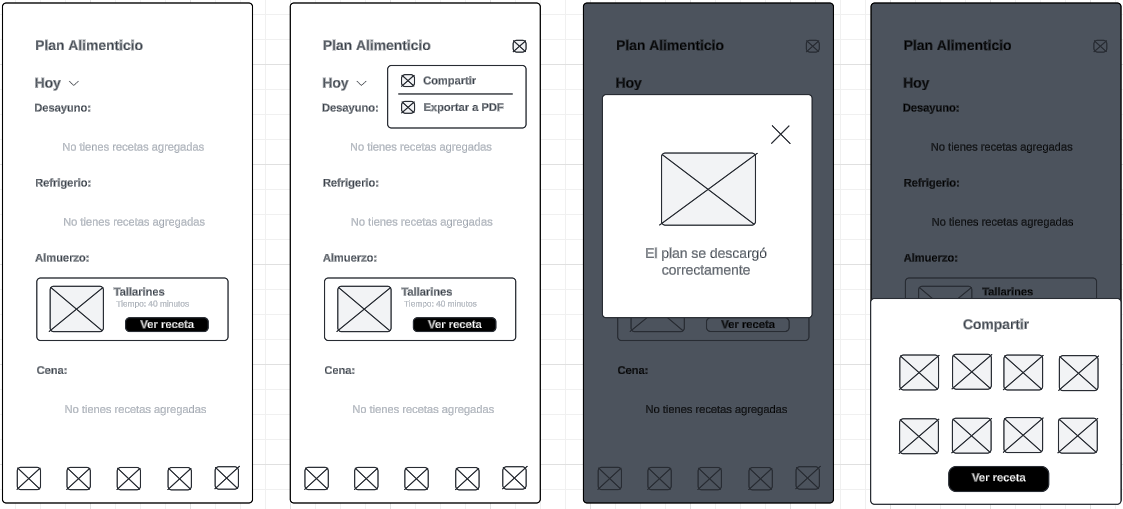 Plan Alimenticio
Hoy
Desayuno:
No tienes recetas agregadas
Refrigerio:
No tienes recetas agregadas
Almuerzo:
Tallarines
Tiempo: 40 minutos
Ver receta
Cena:
No tienes recetas agregadas
Plan Alimenticio
Hoy
Compartir
Exportar a PDF
Desayuno:
No tienes recetas agregadas
Refrigerio:
No tienes recetas agregadas
Almuerzo:
Tallarines
Tiempo: 40 minutos
Ver receta
Cena:
No tienes recetas agregadas
Plan Alimenticio
Hoy
El plan se descargó
correctamente
Ver receta
Cena:
No tienes recetas agregadas
Plan Alimenticio
Hoy
Desayuno:
No tienes recetas agregadas
Refrigerio:
No tienes recetas agregadas
Almuerzo:
Tallarines
Compartir
Ver receta